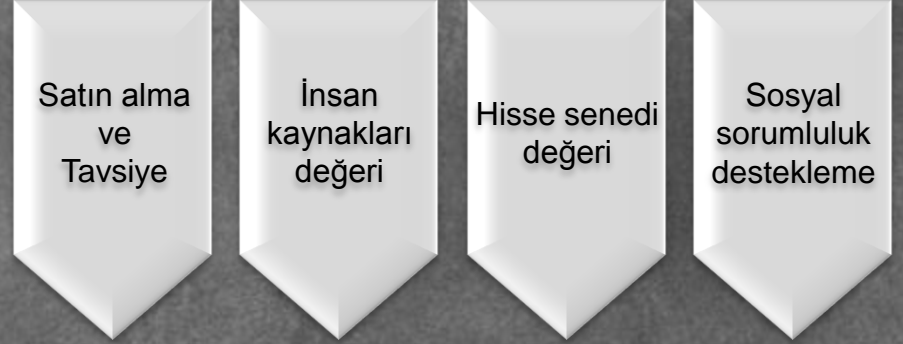 Satın alma
ve
Tavsiye
İnsan
kaynakları
değeri
Hisse senedi
değeri
Sosyal
sorumluluk
destekleme